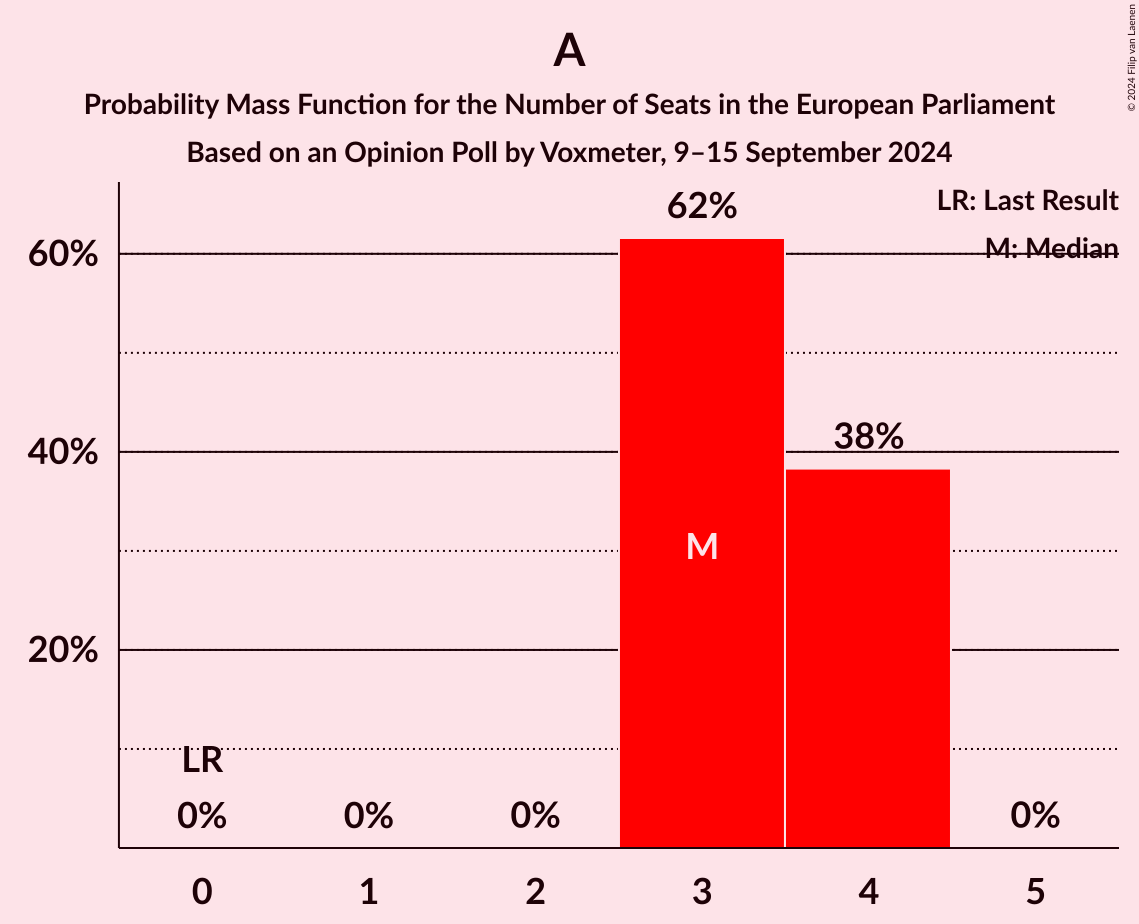 A
Probability Mass Function for the Number of Seats in the European Parliament
Based on an Opinion Poll by Voxmeter, 9–15 September 2024
© 2024 Filip van Laenen
LR: Last Result
M: Median
62%
60%
38%
40%
M
20%
LR
0%
0%
0%
0%
0
1
2
3
4
5